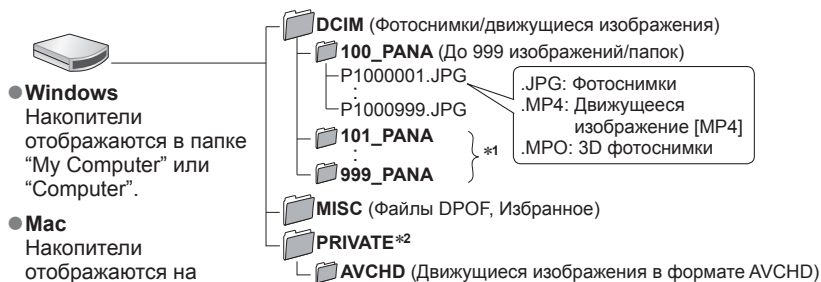 ●Windows
Накопители
отображаются в папке
“My Computer” или
“Computer”.
●Mac
Накопители
отображаются на
DCIM (Фотоснимки/движущиеся изображения)
100_PANA (До 999 изображений/папок)
P1000001.JPG
:
P1000999.JPG
.JPG: Фотоснимки
.MP4: Движущееся
изображение [MP4]
.MPO: 3D фотоснимки
101_PANA
:
999_PANA
*1
MISC (Файлы DPOF, Избранное)
PRIVATE*2
AVCHD (Движущиеся изображения в формате AVCHD)